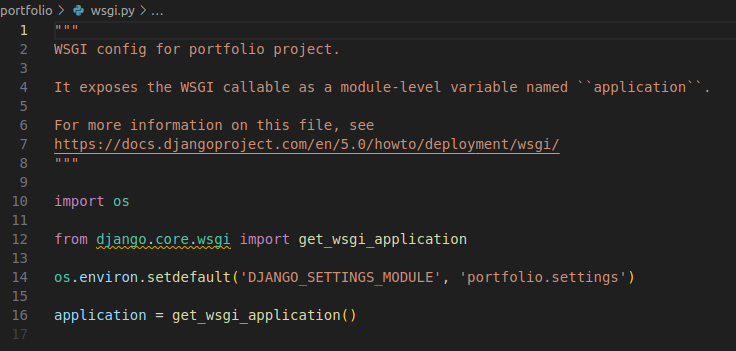 portfolio > wsgi.py > ...
1 """
2 WSGI config for portfolio project.
3
4 It exposes the WSGI callable as a module-level variable named ``application``.
5
6 For more information on this file, see
7 https://docs.djangoproject.com/en/5.0/howto/deployment/wsgi/
8 """
9
10 import os
11
12 from django.core.wsgi import get_wsgi_application
13
14 os.environ.setdefault('DJANGO_SETTINGS_MODULE', 'portfolio.settings')
15
16 application = get_wsgi_application()
17